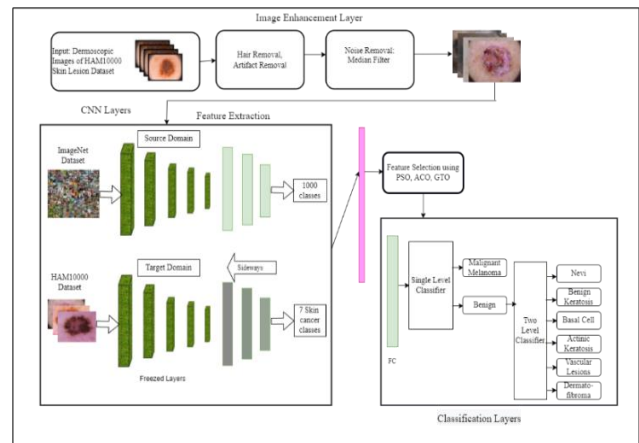 Image Enhancement Layer
Input: Dermoscopic
Images of HAM10000
Skin Lesion Dataset
Hair Removal,
Artifact Removal
Noise Removal:
Median Filter
CNN Layers
Feature Extraction
Source Domain
ImageNet
Dataset
1000
classes
Target Domain
Sideways
HAM10000
Dataset
7 Skin
cancer
classes
Freezed Layers
Feature Selection using
PSO, ACO, GTO
Single Level
Classifier
Malignant
Melanoma
Benign
FC
Two
Level
Classifier
Nevi
Benign
Keratosis
Basal Cell
Actinic
Keratosis
Vascular
Lesions
Dermato-
fibroma
Classification Layers